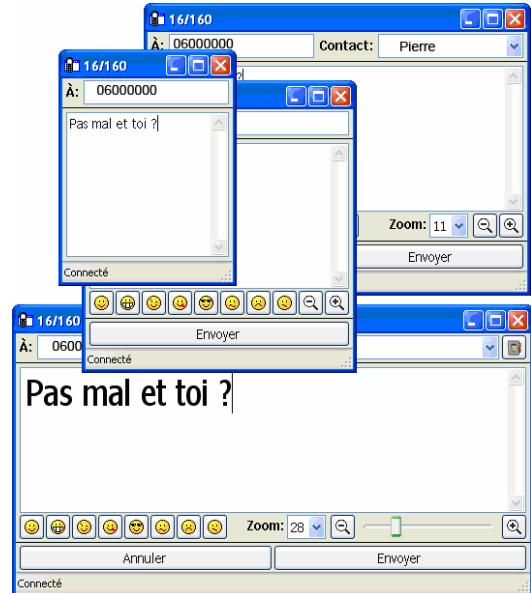 16/160
À: 06000000 Contact: Pierre
16/160
À: 06000000
Pas mal et toi ?
Zoom: 11
Envoyer
Connecté
Envoyer
Connecté
16/160
À: 0600
Pas mal et toi ?
Zoom: 28
Annuler Envoyer
Connecté